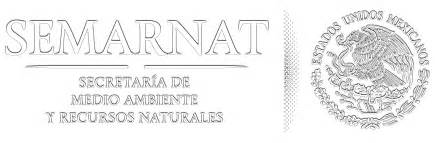 SEMARNAT
SECRETARÍA DE
MEDIO AMBIENTE
Y RECURSOS NATURALES
ESTADOS UNIDOS MEXICANOS